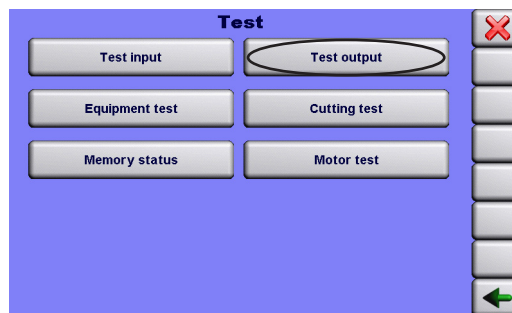 Test
Test input
Test output
Equipment test
Cutting test
Memory status
Motor test